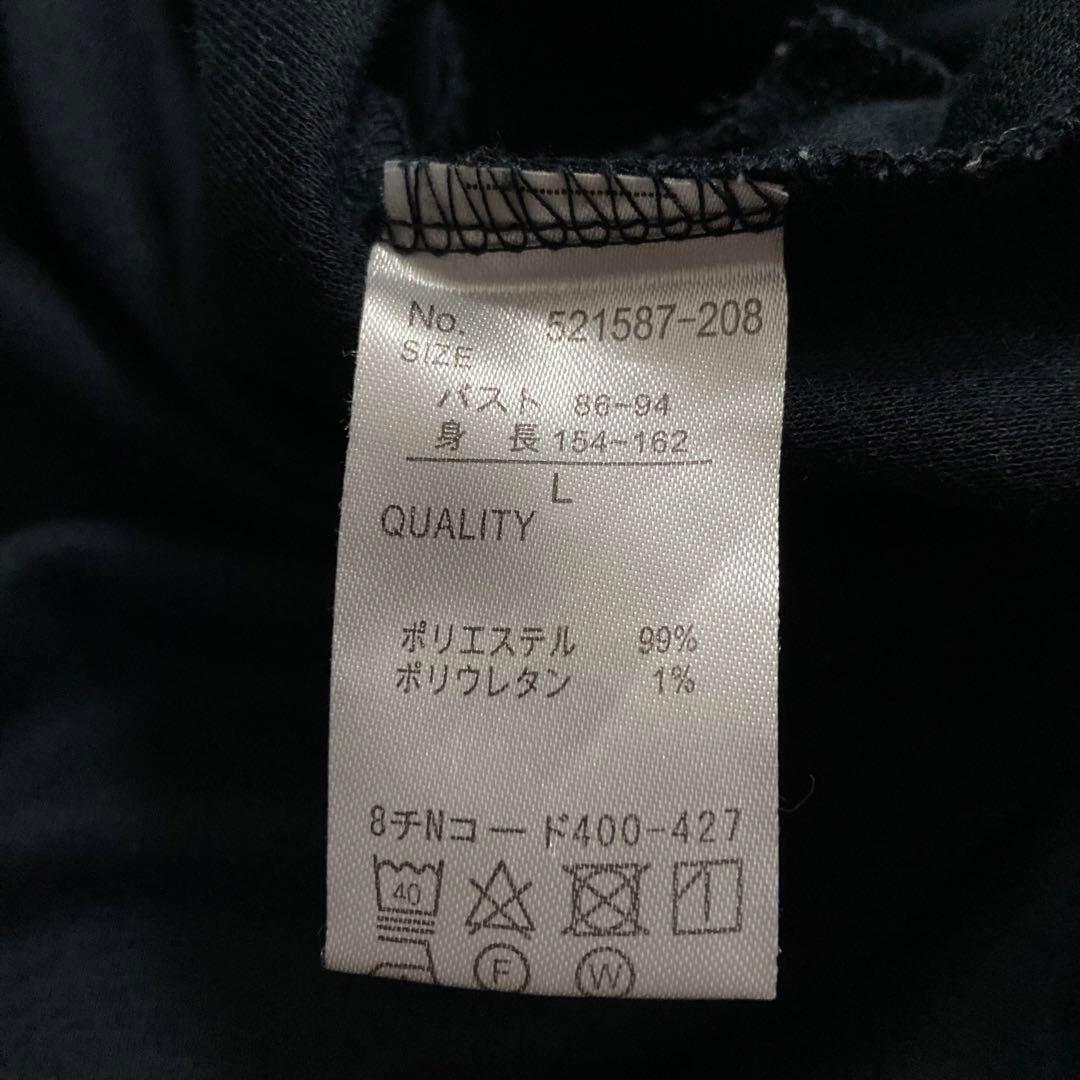 No. 521587-208
SIZE
バスト 86-94
身 長 154-162
L
QUALITY
ポリエステル 99%
ポリウレタン 1%
8チNコード400-427
40
F W